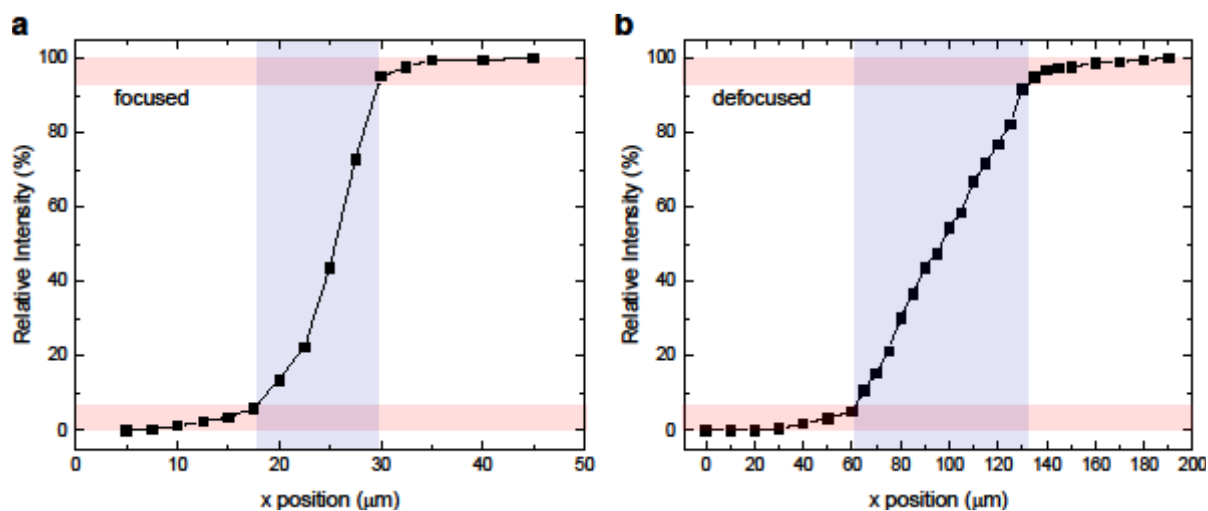 a
focused
Relative Intensity (%)
100
80
60
40
20
0
0 10 20 30 40 50
x position (μm)
b
defocused
Relative Intensity (%)
100
80
60
40
20
0
0 20 40 60 80 100 120 140 160 180 200
x position (μm)